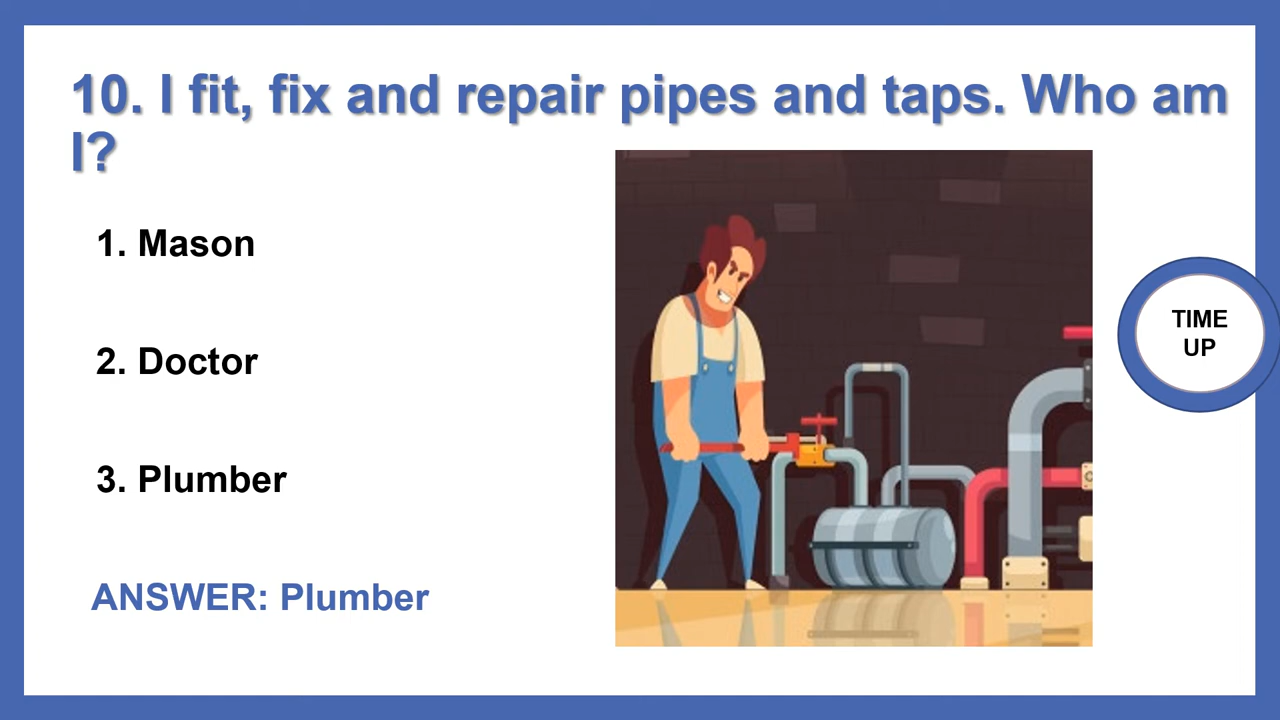 10. I fit, fix and repair pipes and taps. Who am
I?
1. Mason
2. Doctor
3. Plumber
ANSWER: Plumber
TIME
UP